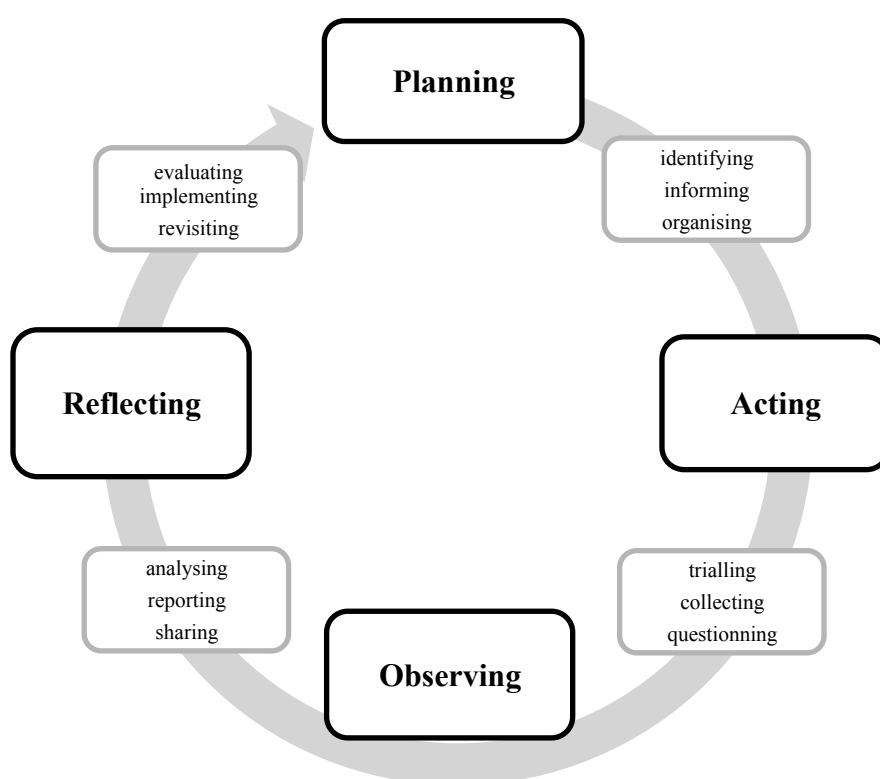 Planning
identifying
informing
organising
Acting
trialling
collecting
questionning
Observing
analysing
reporting
sharing
Reflecting
evaluating
implementing
revisiting